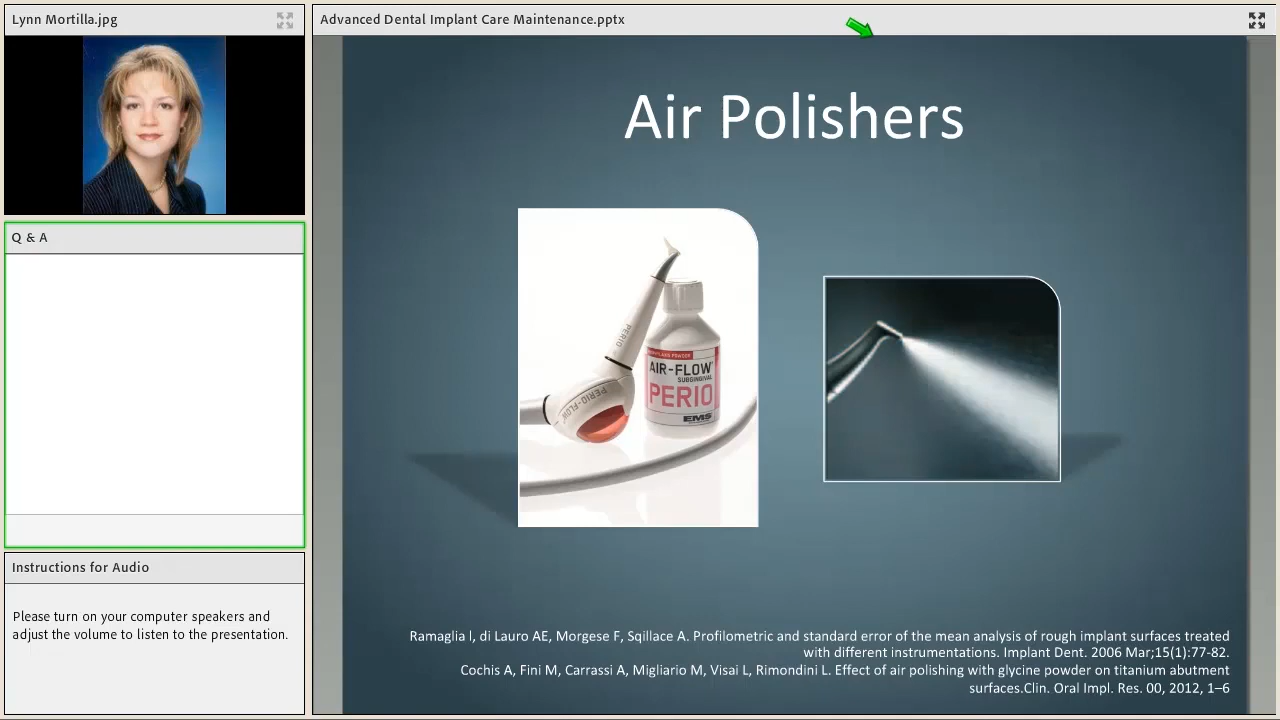 Lynn Mortilla.jpg
Advanced Dental Implant Care Maintenance.pptx
Q & A
Instructions for Audio
Please turn on your computer speakers and
adjust the volume to listen to the presentation.
Air Polishers
PERIO
PERIO-FLOW
AIR-FLOW
SUBGINGIVAL
PERIO
EMS
Ramaglia l, di Lauro AE, Morgese F, Sqillace A. Profilometric and standard error of the mean analysis of rough implant surfaces treated
with different instrumentations. Implant Dent. 2006 Mar;15(1):77-82.
Cochis A, Fini M, Carrassi A, Migliario M, Visai L, Rimondini L. Effect of air polishing with glycine powder on titanium abutment
surfaces.Clin. Oral Impl. Res. 00, 2012, 1–6